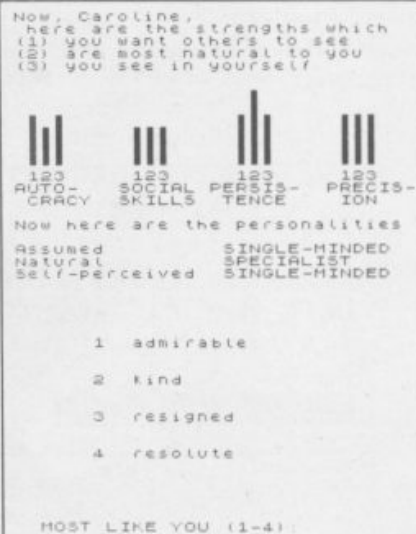 Now, Caroline,
here are the strengths which
(1) you want others to see
(2) are most natural to you
(3) you see in yourself
123 123 123 123
AUTO- SOCIAL PERSIS- PRECIS-
CRACY SKILLS TENCE ION
Now here are the personalities
Assumed SINGLE-MINDED
Natural SPECIALIST
Self-perceived SINGLE-MINDED
1 admirable
2 kind
3 resigned
4 resolute
MOST LIKE YOU (1-4)